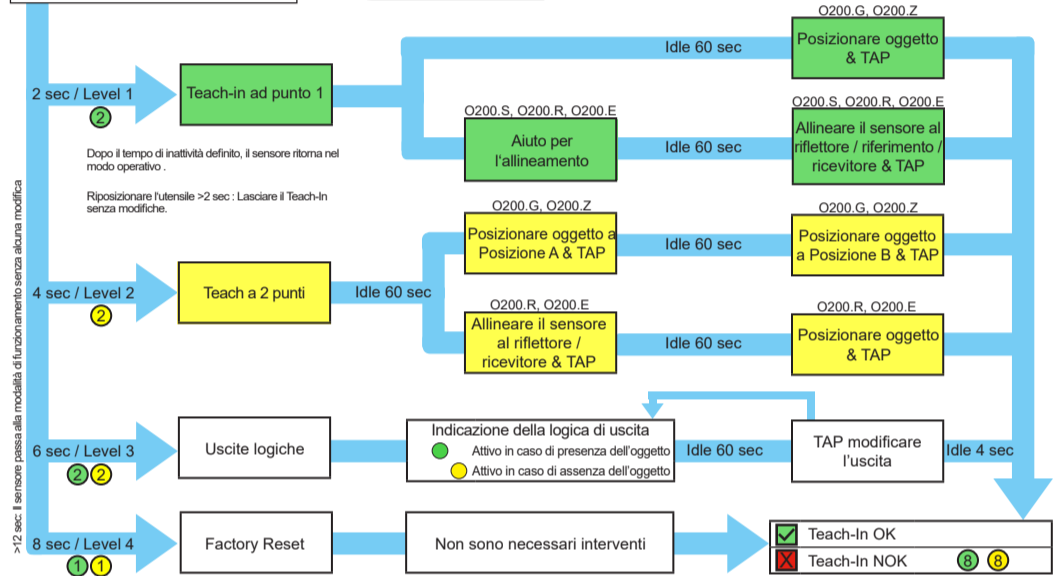 >12 sec: Il sensore passa alla modalità di funzionamento senza alcuna modifica
2 sec / Level 1
2
Teach-in ad punto 1
Idle 60 sec
O200.G, O200.Z
Posizionare oggetto
& TAP
O200.S, O200.R, O200.E
Aiuto per
l'allineamento
Idle 60 sec
O200.S, O200.R, O200.E
Allineare il sensore al
riflettore / riferimento /
ricevitore & TAP
Dopo il tempo di inattività definito, il sensore ritorna nel
modo operativo .
Riposizionare l'utensile >2 sec : Lasciare il Teach-In
senza modifiche.
4 sec / Level 2
2
Teach a 2 punti
Idle 60 sec
O200.G, O200.Z
Posizionare oggetto a
Posizione A & TAP
Idle 60 sec
O200.G, O200.Z
Posizionare oggetto
a Posizione B & TAP
O200.R, O200.E
Allineare il sensore
al riflettore /
ricevitore & TAP
Idle 60 sec
O200.R, O200.E
Posizionare oggetto
& TAP
6 sec / Level 3
2 2
Uscite logiche
Indicazione della logica di uscita
Attivo in caso di presenza dell'oggetto
Attivo in caso di assenza dell'oggetto
Idle 60 sec
TAP modificare
l'uscita
Idle 4 sec
8 sec / Level 4
1 1
Factory Reset
Non sono necessari interventi
Teach-In OK
Teach-In NOK 8 8